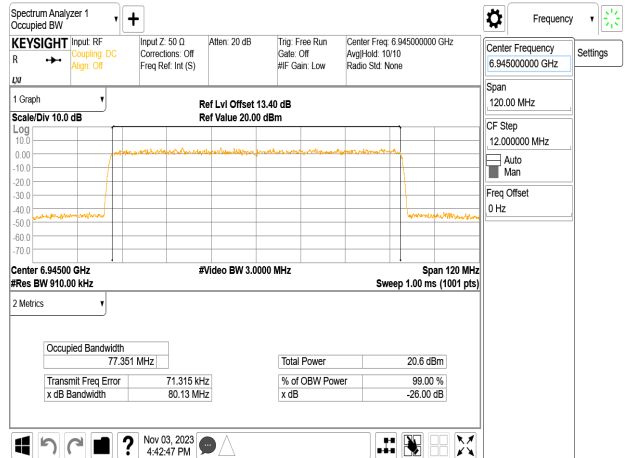 Spectrum Analyzer 1
Occupied BW
Frequency
KEYSIGHT
R
Input: RF
Coupling: DC
Align: Off
Input Z: 50 Ω
Corrections: Off
Freq Ref: Int (S)
Atten: 20 dB
Trig: Free Run
Gate: Off
#IF Gain: Low
Center Freq: 6.945000000 GHz
Avg|Hold: 10/10
Radio Std: None
1 Graph
Ref Lvl Offset 13.40 dB
Scale/Div 10.0 dB
Ref Value 20.00 dBm
Log
10.0
0.00
-10.0
-20.0
-30.0
-40.0
-50.0
-60.0
-70.0
Center 6.94500 GHz
#Video BW 3.0000 MHz
Span 120 MHz
#Res BW 910.00 kHz
Sweep 1.00 ms (1001 pts)
2 Metrics
Occupied Bandwidth
77.351 MHz
Total Power 20.6 dBm
Transmit Freq Error 71.315 kHz
% of OBW Power 99.00 %
x dB Bandwidth 80.13 MHz
x dB -26.00 dB
Nov 03, 2023
4:42:47 PM
Center Frequency
6.945000000 GHz
Settings
Span
120.00 MHz
CF Step
12.000000 MHz
Auto
Man
Freq Offset
0 Hz